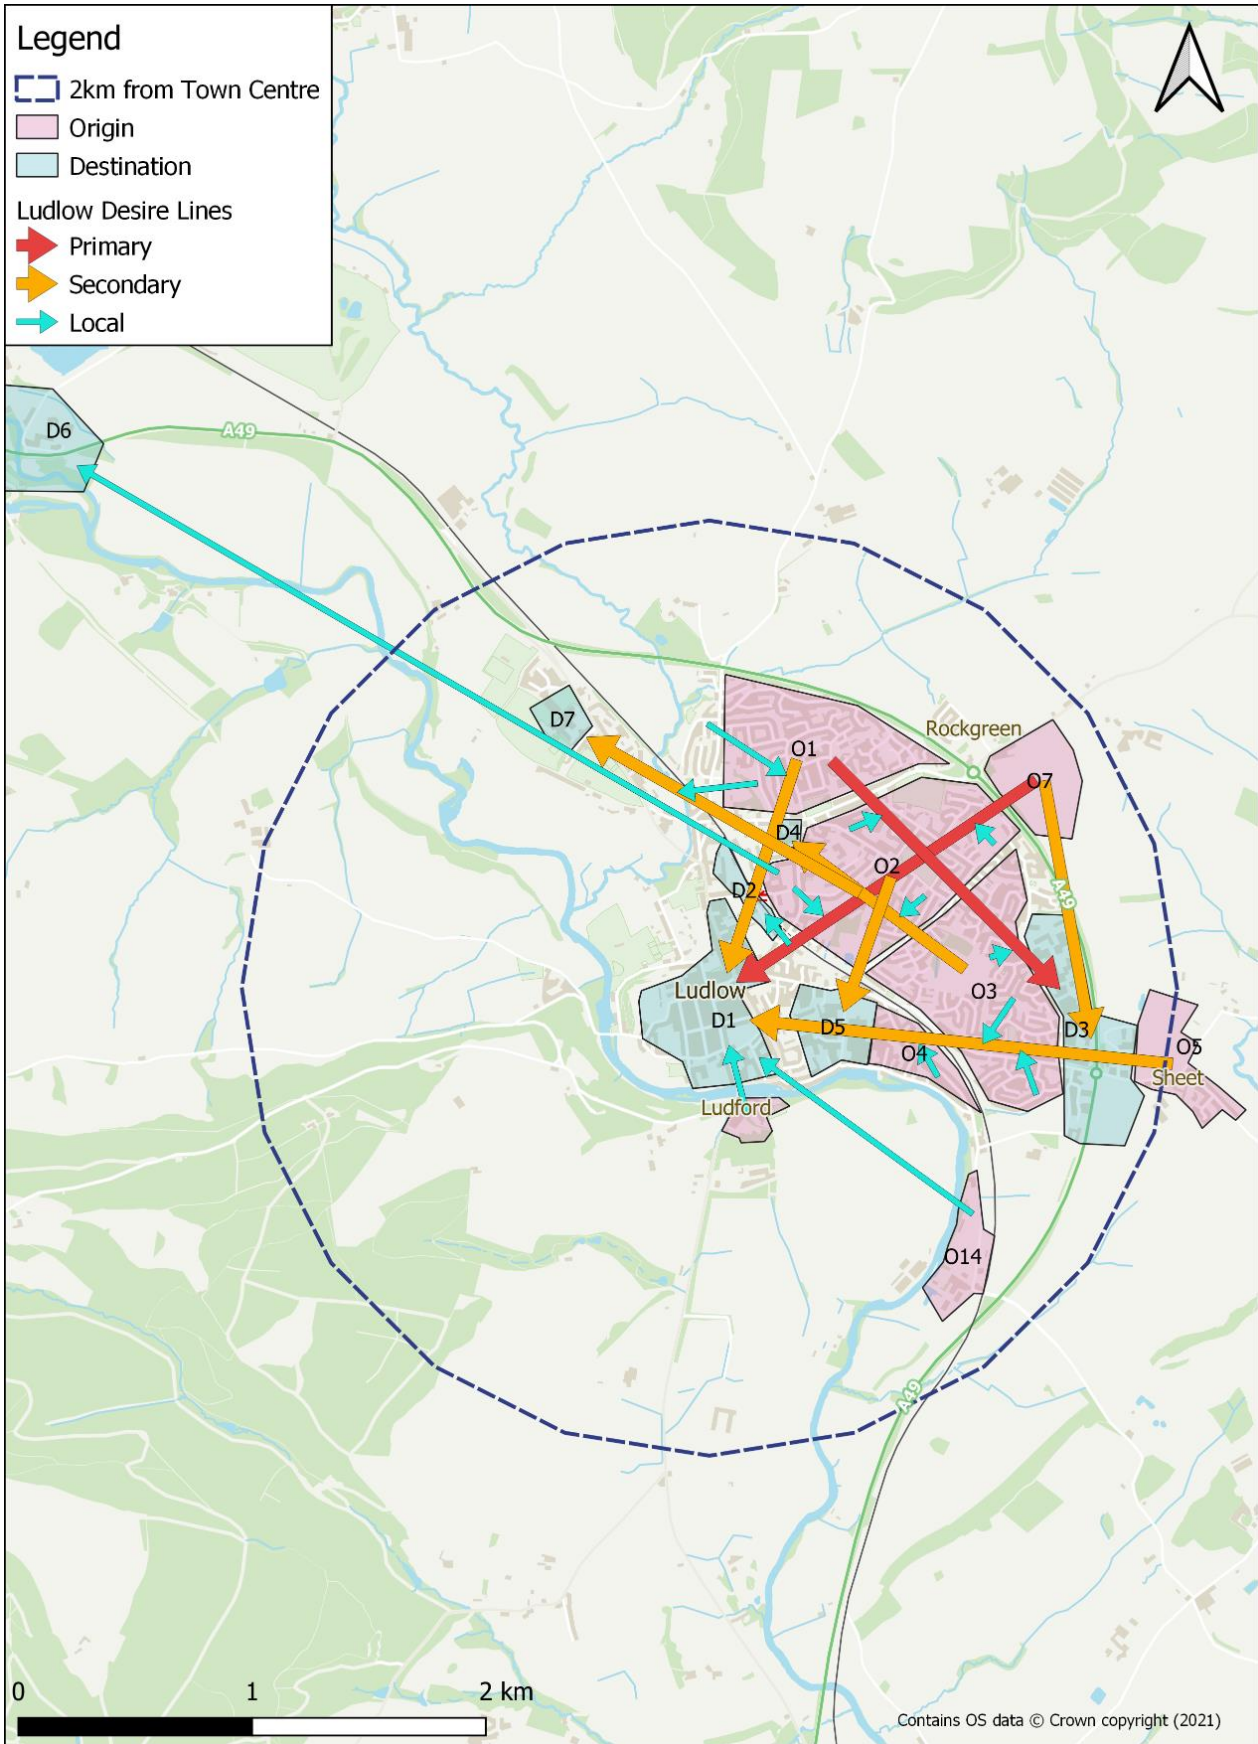 Legend
2km from Town Centre
Origin
Destination
Ludlow Desire Lines
Primary
Secondary
Local
D6
A49
D7
Rockgreen
O1
O7
D4
O2
A49
D2
Ludlow
O3
D1
D5
D3
O5
O4
Sheet
Ludford
O14
A49
0 1 2 km
Contains OS data © Crown copyright (2021)